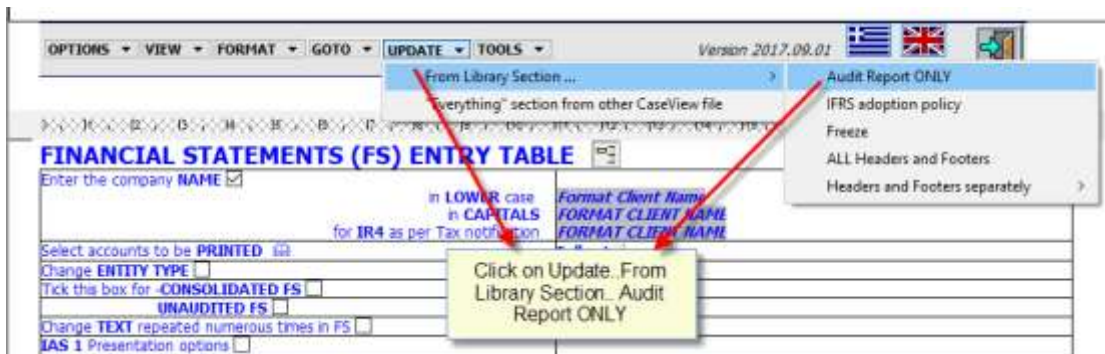 OPTIONS VIEW FORMAT GOTO UPDATE TOOLS Version 2017.09.01
From Library Section ...
"Everything" section from other CaseView file
Audit Report ONLY
IFRS adoption policy
Freeze
ALL Headers and Footers
Headers and Footers separately
FINANCIAL STATEMENTS (FS) ENTRY TABLE
Enter the company NAME
in LOWER case Format Client Name
in CAPITALS FORMAT CLIENT NAME
for IR4 as per Tax notification FORMAT CLIENT NAME
Select accounts to be PRINTED
Change ENTITY TYPE
Tick this box for -CONSOLIDATED FS
UNAUDITED FS
Change TEXT repeated numerous times in FS
IAS 1 Presentation options
Click on Update..From
Library Section.. Audit
Report ONLY